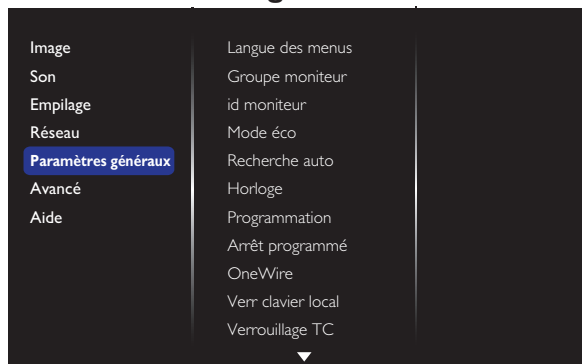 Image
Son
Empilage
Réseau
Paramètres généraux
Avancé
Aide
Langue des menus
Groupe moniteur
id moniteur
Mode éco
Recherche auto
Horloge
Programmation
Arrêt programmé
OneWire
Verr clavier local
Verrouillage TC